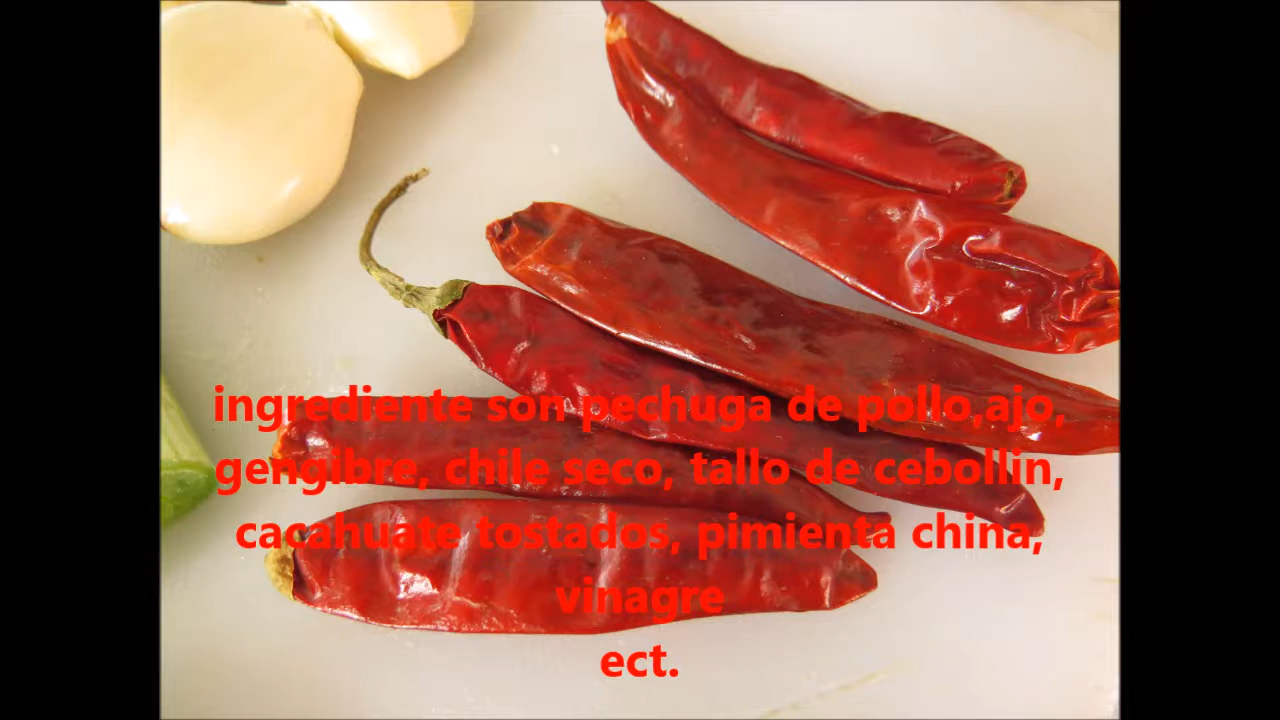 ingrediente son pechuga de pollo,ajo,
gengibre, chile seco, tallo de cebollin,
cacahuate tostados, pimienta china,
vinagre
ect.